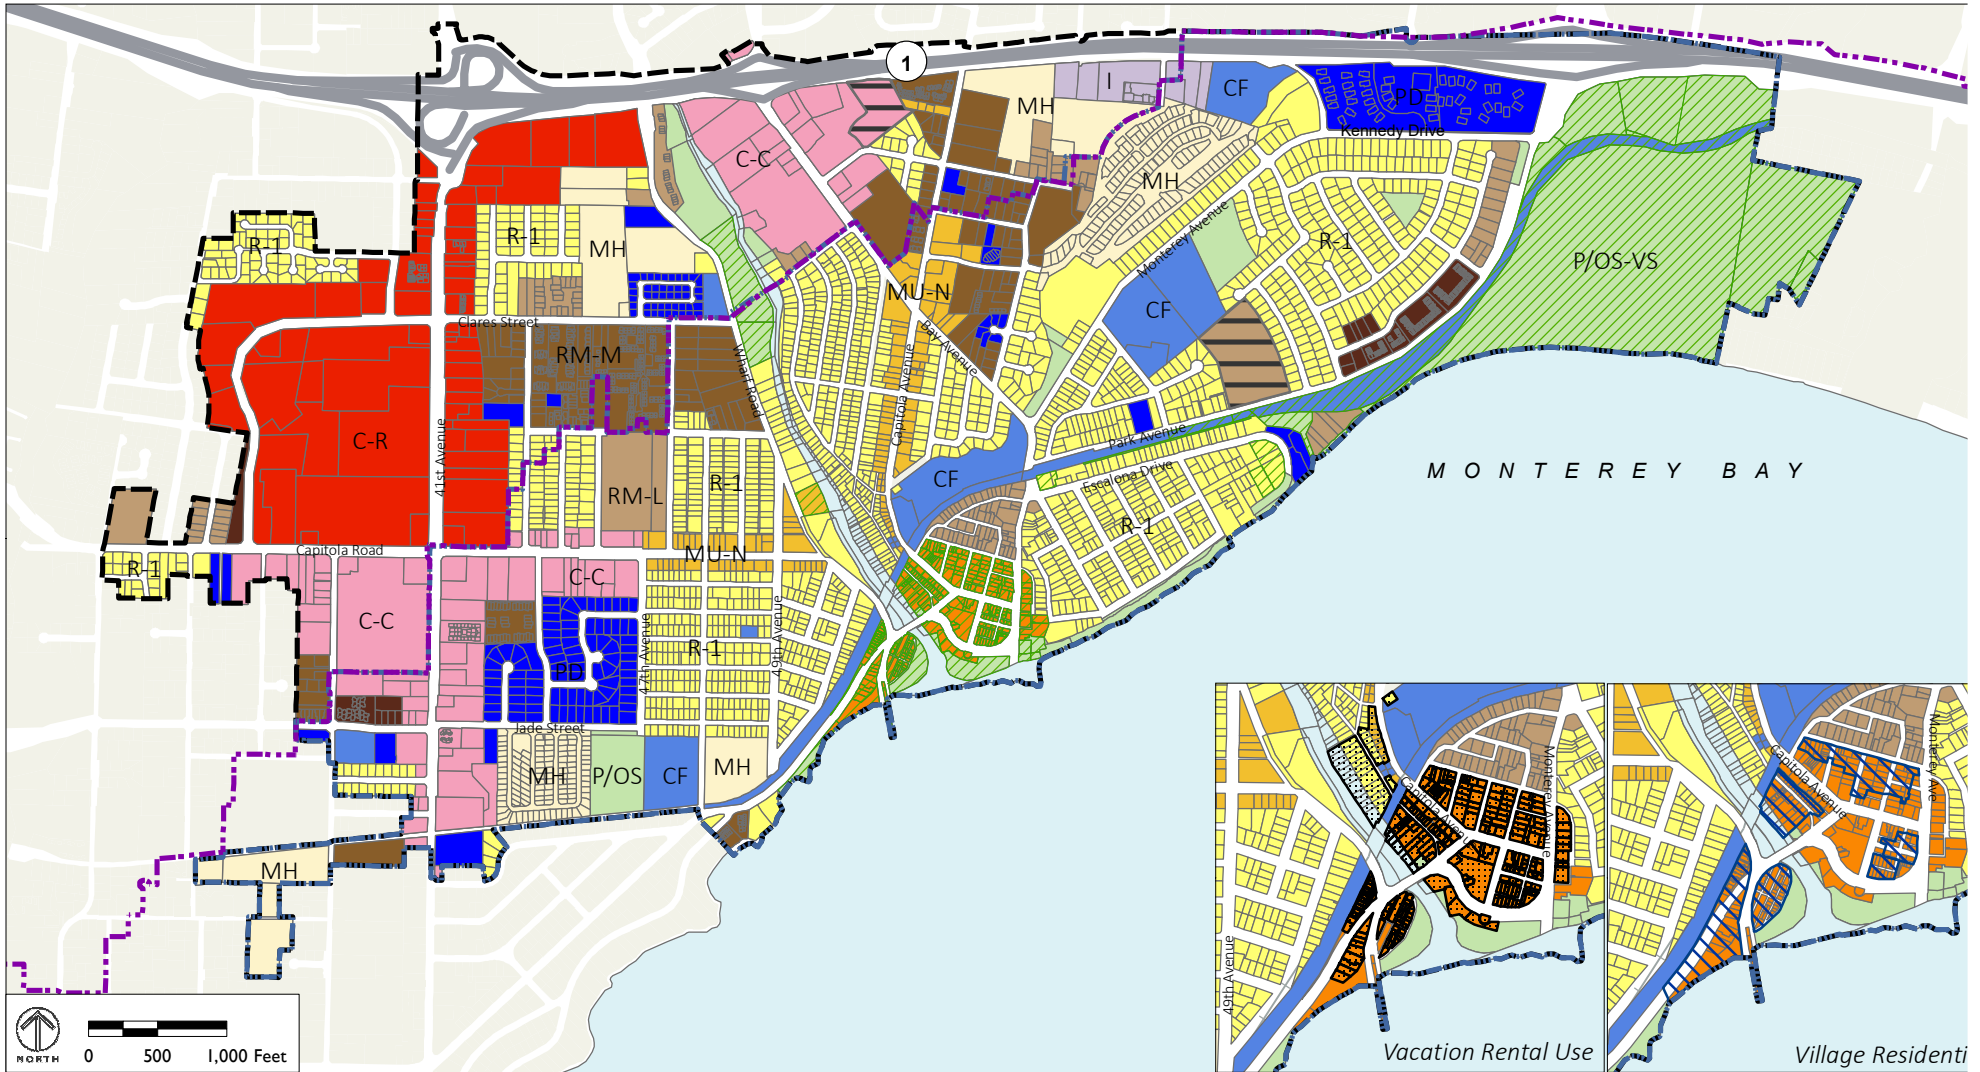 1
I
CF
PD
MH
Kennedy Drive
C-C
MH
R-1
R-1
MH
Monterey Avenue
R-1
P/OS-VS
MU-N
CF
Clares Street
RM-M
Bay Avenue
Wharf Road
Capitola Avenue
C-R
41st Avenue
Park Avenue
Escalona Drive
CF
R-1
RM-L
R-1
MONTEREY BAY
Capitola Road
MU-N
R-1
C-C
C-C
47th Avenue
R-1
49th Avenue
PD
Jade Street
MH
P/OS
CF
MH
MH
NORTH
0 500 1,000 Feet
Capitola Avenue
Monterey Avenue
49th Avenue
Vacation Rental Use
Capitola Avenue
Monterey Ave
Village Residenti